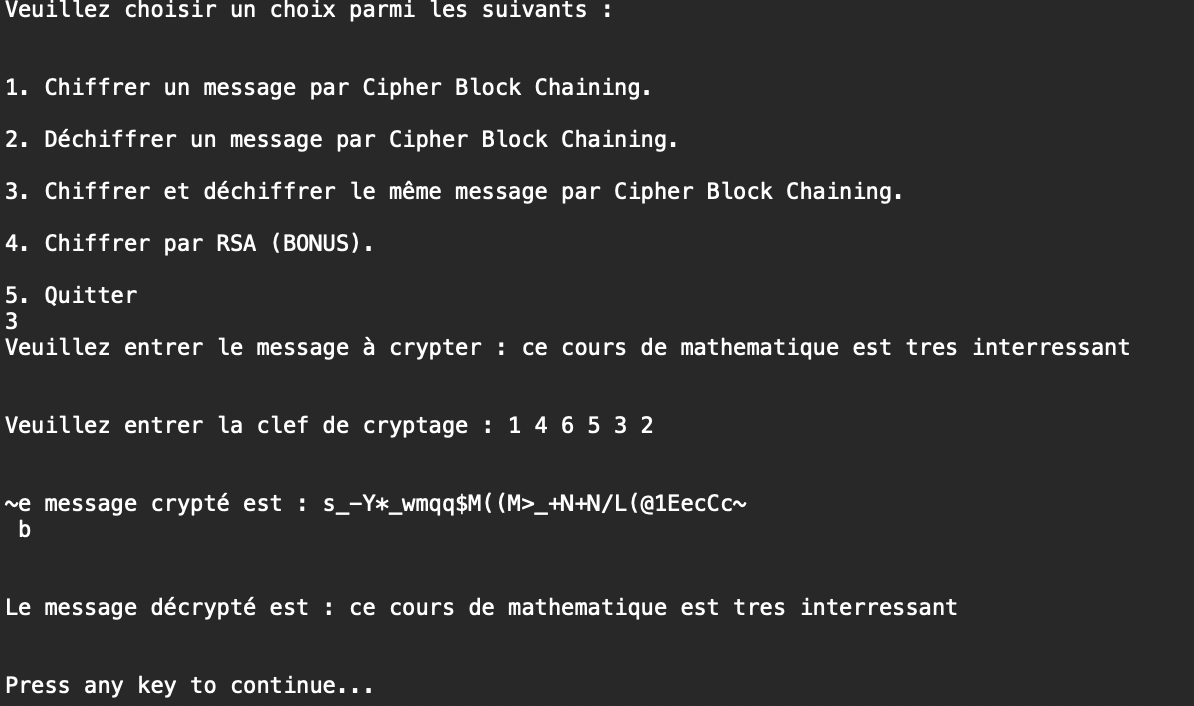 Veuillez choisir un choix parmi les suivants :
1. Chiffrer un message par Cipher Block Chaining.
2. Déchiffrer un message par Cipher Block Chaining.
3. Chiffrer et déchiffrer le même message par Cipher Block Chaining.
4. Chiffrer par RSA (BONUS).
5. Quitter
3
Veuillez entrer le message à crypter : ce cours de mathematique est tres interressant
Veuillez entrer la clef de cryptage : 1 4 6 5 3 2
~e message crypté est : s_-Y*_wmqq$M((M>_+N+N/L(@1EecCc~
b
Le message décrypté est : ce cours de mathematique est tres interressant
Press any key to continue...